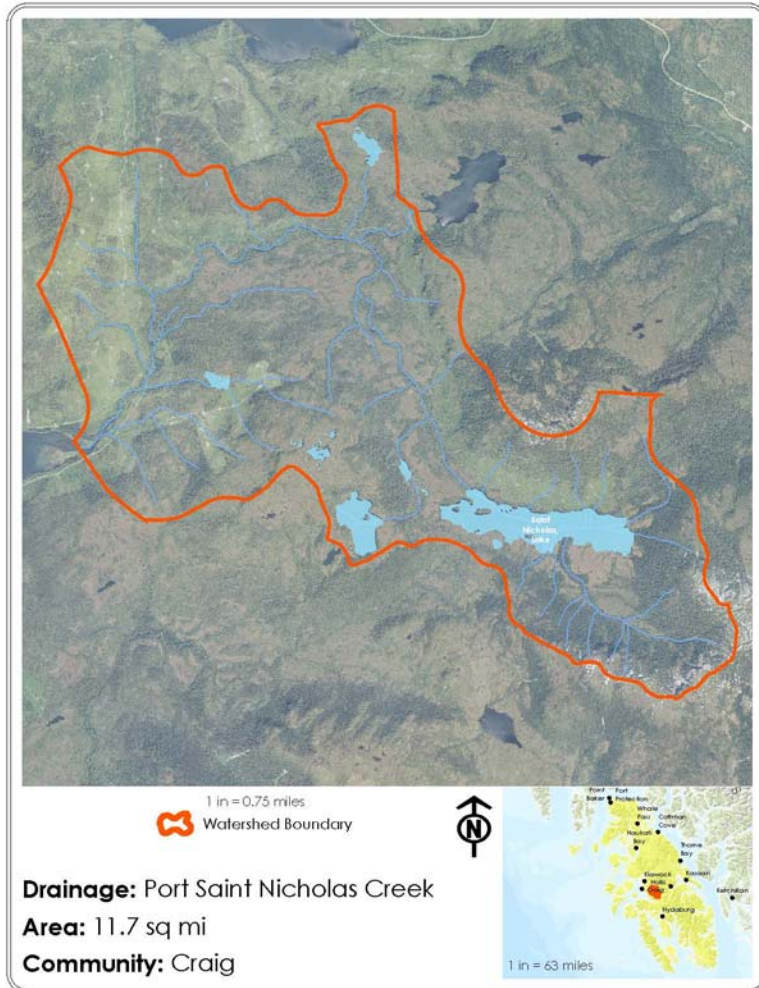 Saint
Nicholas
Lake
1 in = 0.75 miles
Watershed Boundary
N
Drainage: Port Saint Nicholas Creek
Area: 11.7 sq mi
Community: Craig
Point
Baker
Port
Protection
Whale
Pass
Coffman
Cove
Naukati
Bay
Thorne
Bay
Klawock
Hollis
Craig
Kasaan
Ketchikan
Hydaburg
1 in = 63 miles